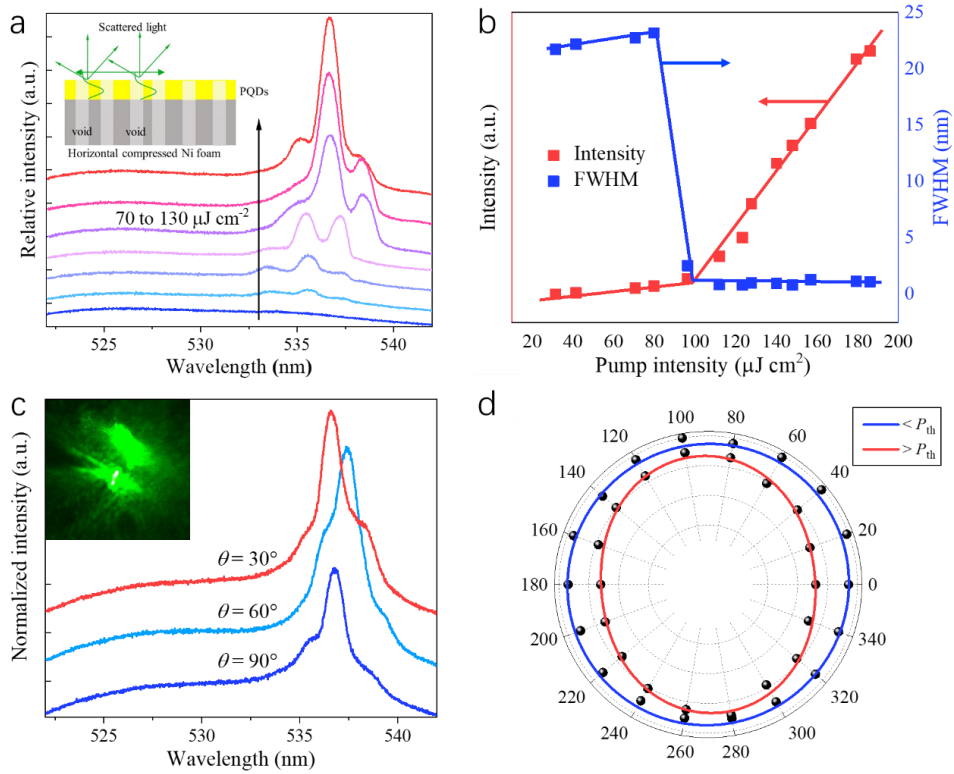 a
Scattered light
PQDs
void
void
Horizontal compressed Ni foam
70 to 130 μJ cm-2
Relative intensity (a.u.)
525 530 535 540
Wavelength (nm)
b
Intensity (a.u.)
Intensity
FWHM
25
20
15
10
5
0
FWHM (nm)
10 20 40 60 80 100 120 140 160 180 200
Pump intensity (μJ cm2)
c
Normalized intensity (a.u.)
θ = 30°
θ = 60°
θ = 90°
525 530 535 540
Wavelength (nm)
d
< Pth
> Pth
100 80
120 60
140 40
160 20
180 0
200 340
220 320
240 300
260 280